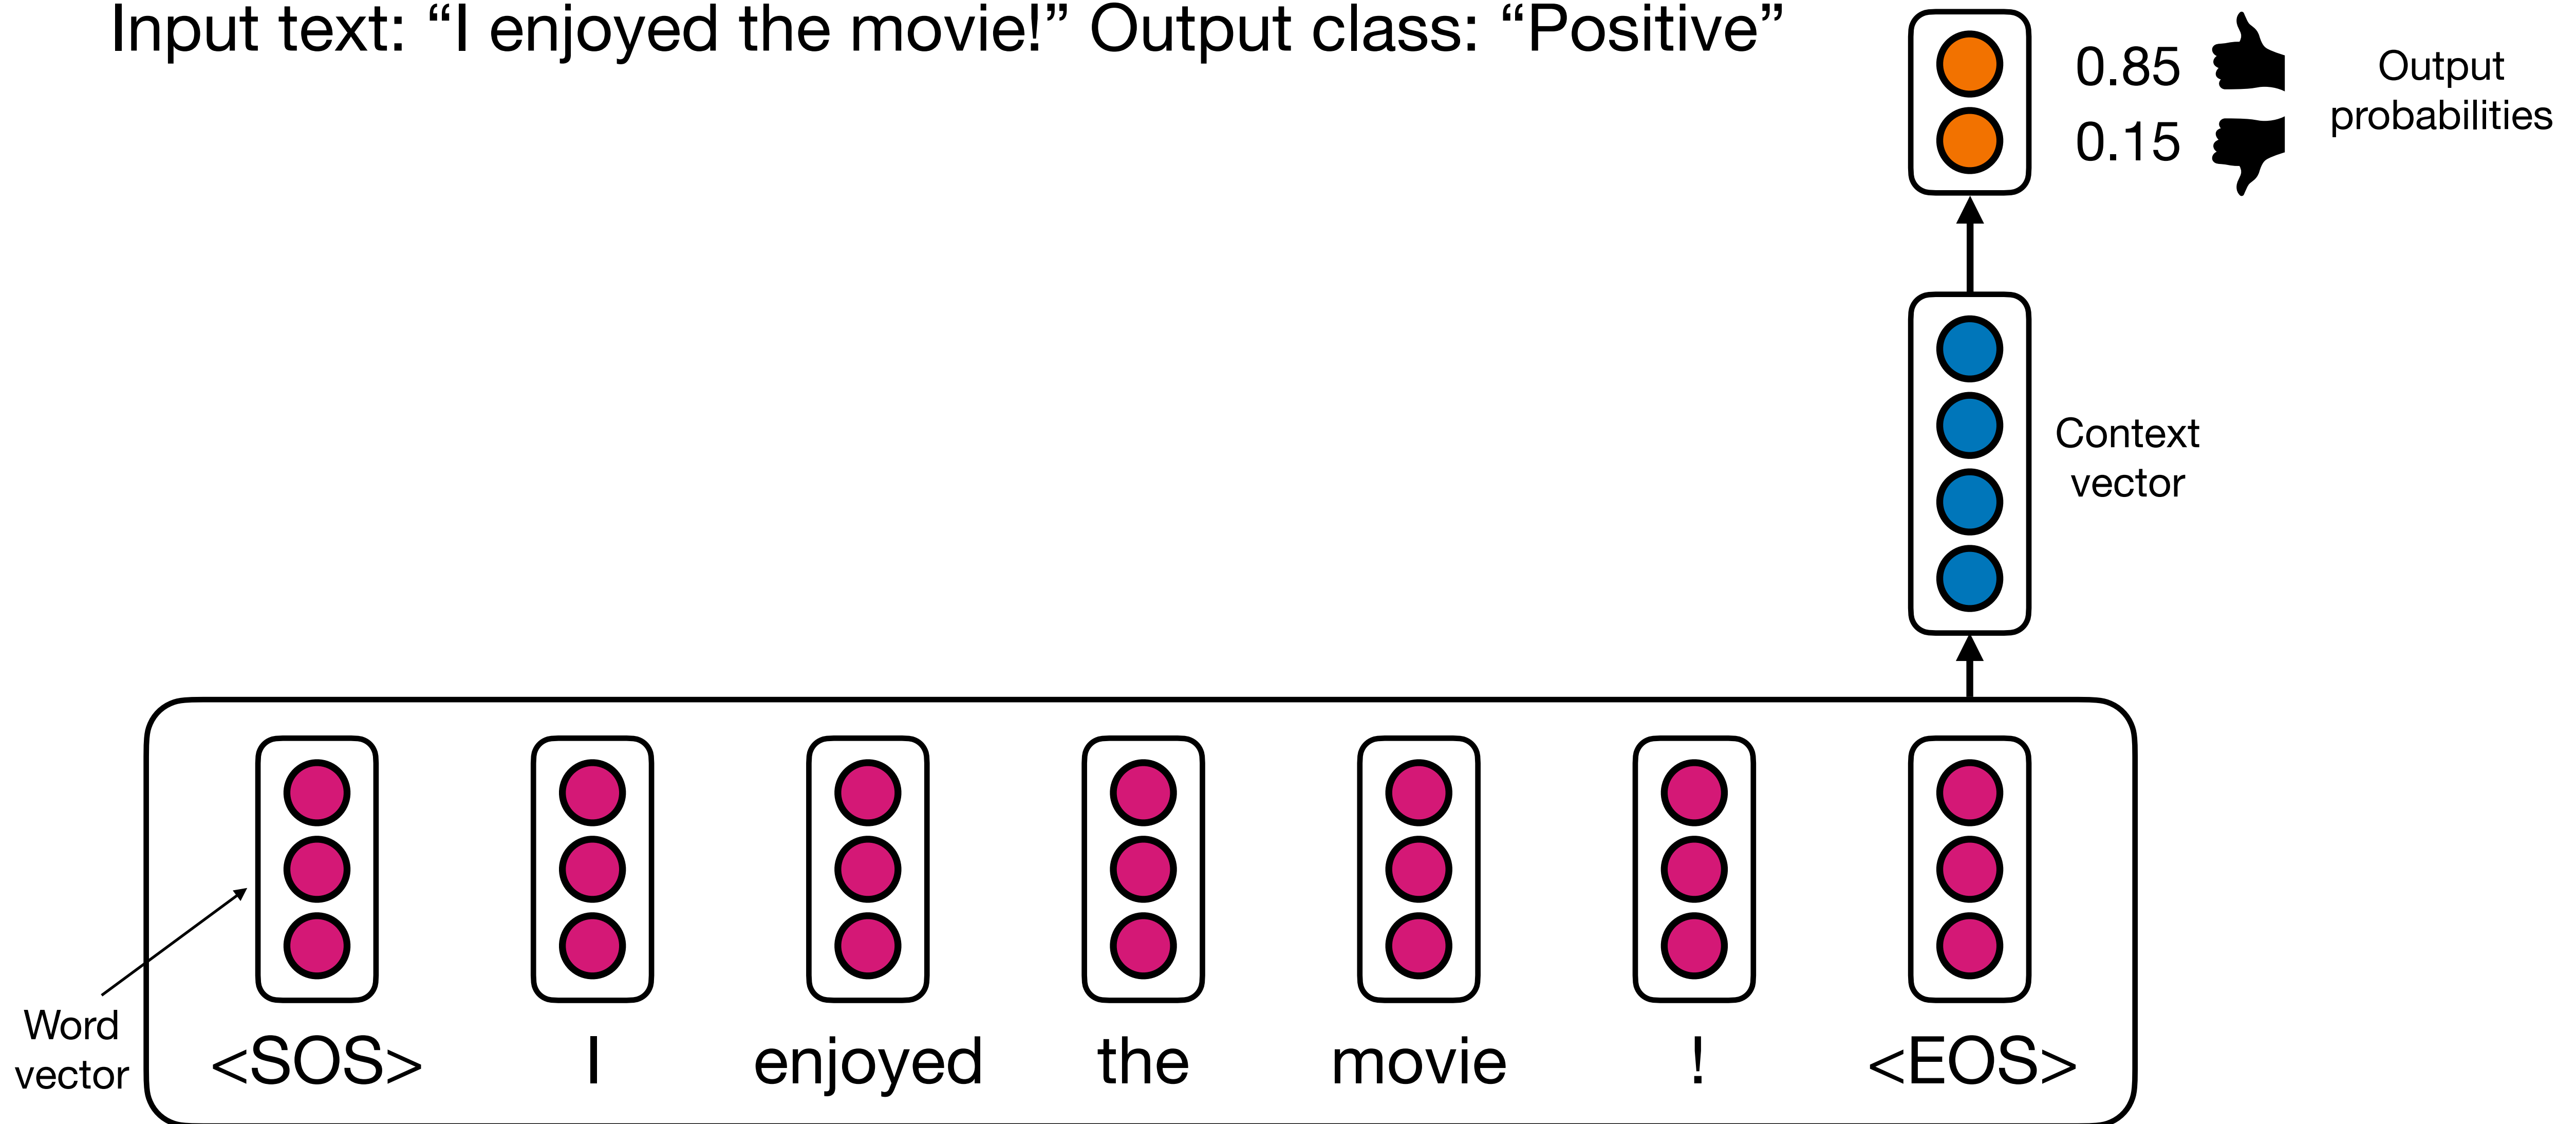 Input text: “I enjoyed the movie!” Output class: “Positive”
0.85
0.15
Output
probabilities
Context
vector
Word
vector
<SOS> I enjoyed the movie ! <EOS>